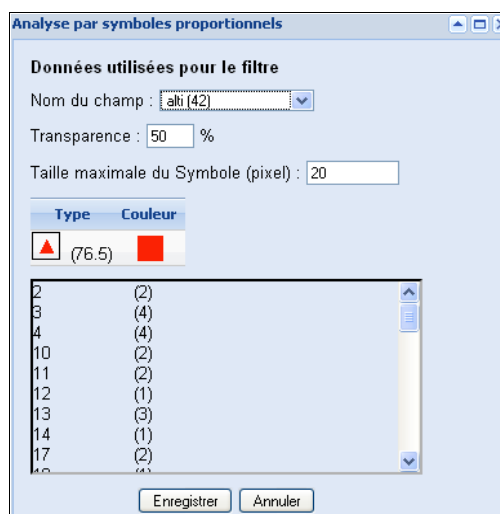 Analyse par symboles proportionnels
Données utilisées pour le filtre
Nom du champ : alti (42)
Transparence : 50 %
Taille maximale du Symbole (pixel) : 20
Type Couleur
(76.5)
2 (2)
3 (4)
4 (4)
10 (2)
11 (2)
12 (1)
13 (3)
14 (1)
17 (2)
Enregistrer Annuler